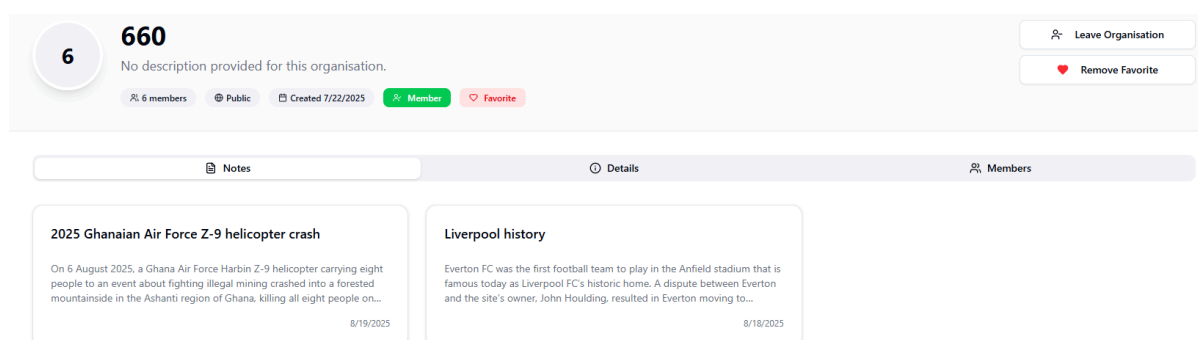 6
660
No description provided for this organisation.
6 members Public Created 7/22/2025 Member Favorite
Leave Organisation
Remove Favorite
Notes Details Members
2025 Ghanaian Air Force Z-9 helicopter crash
On 6 August 2025, a Ghana Air Force Harbin Z-9 helicopter carrying eight
people to an event about fighting illegal mining crashed into a forested
mountainside in the Ashanti region of Ghana, killing all eight people on...
8/19/2025
Liverpool history
Everton FC was the first football team to play in the Anfield stadium that is
famous today as Liverpool FC's historic home. A dispute between Everton
and the site's owner, John Houlding, resulted in Everton moving to...
8/18/2025